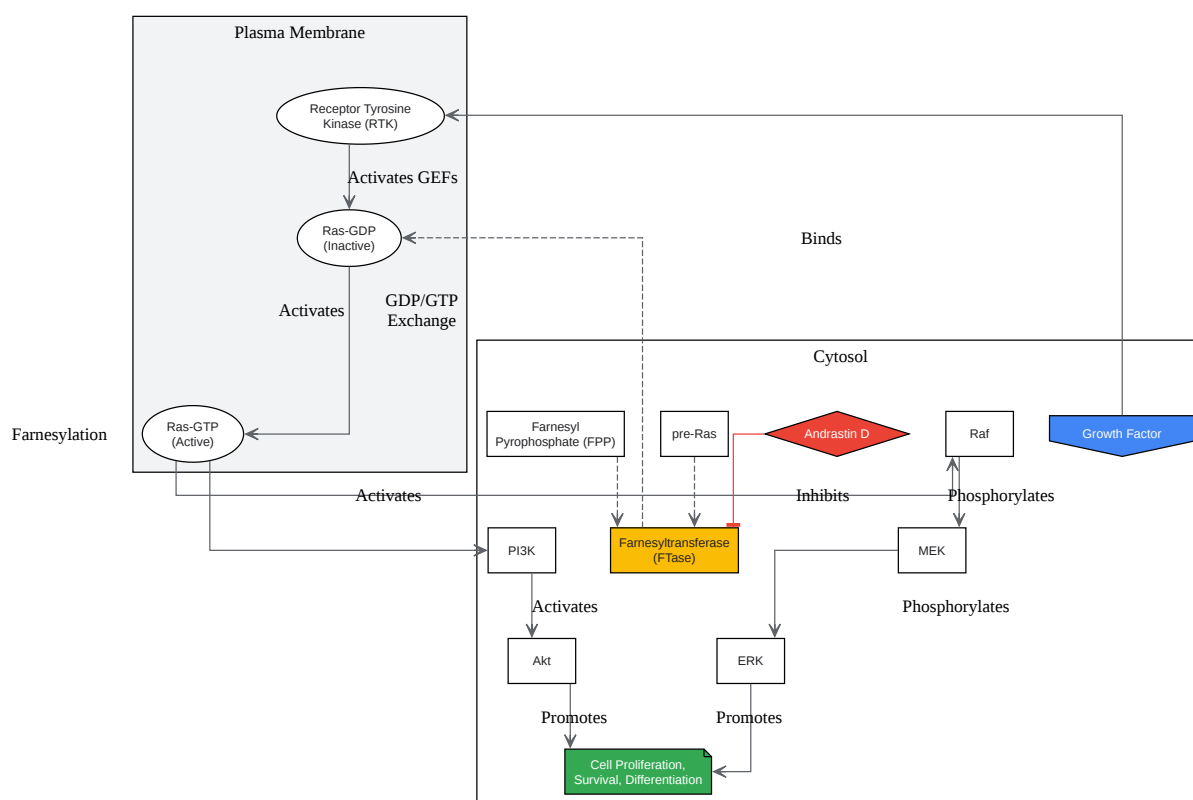 Plasma Membrane
Receptor Tyrosine
Kinase (RTK)
Activates GEFs
Ras-GDP
(Inactive)
Binds
Activates
GDP/GTP
Exchange
Cytosol
Farnesylation
Ras-GTP
(Active)
Farnesyl
Pyrophosphate (FPP)
pre-Ras
Andrastin D
Raf
Growth Factor
Activates
Inhibits
Phosphorylates
PI3K
Farnesyltransferase
(FTase)
MEK
Activates
Phosphorylates
Akt
ERK
Promotes
Promotes
Cell Proliferation,
Survival, Differentiation